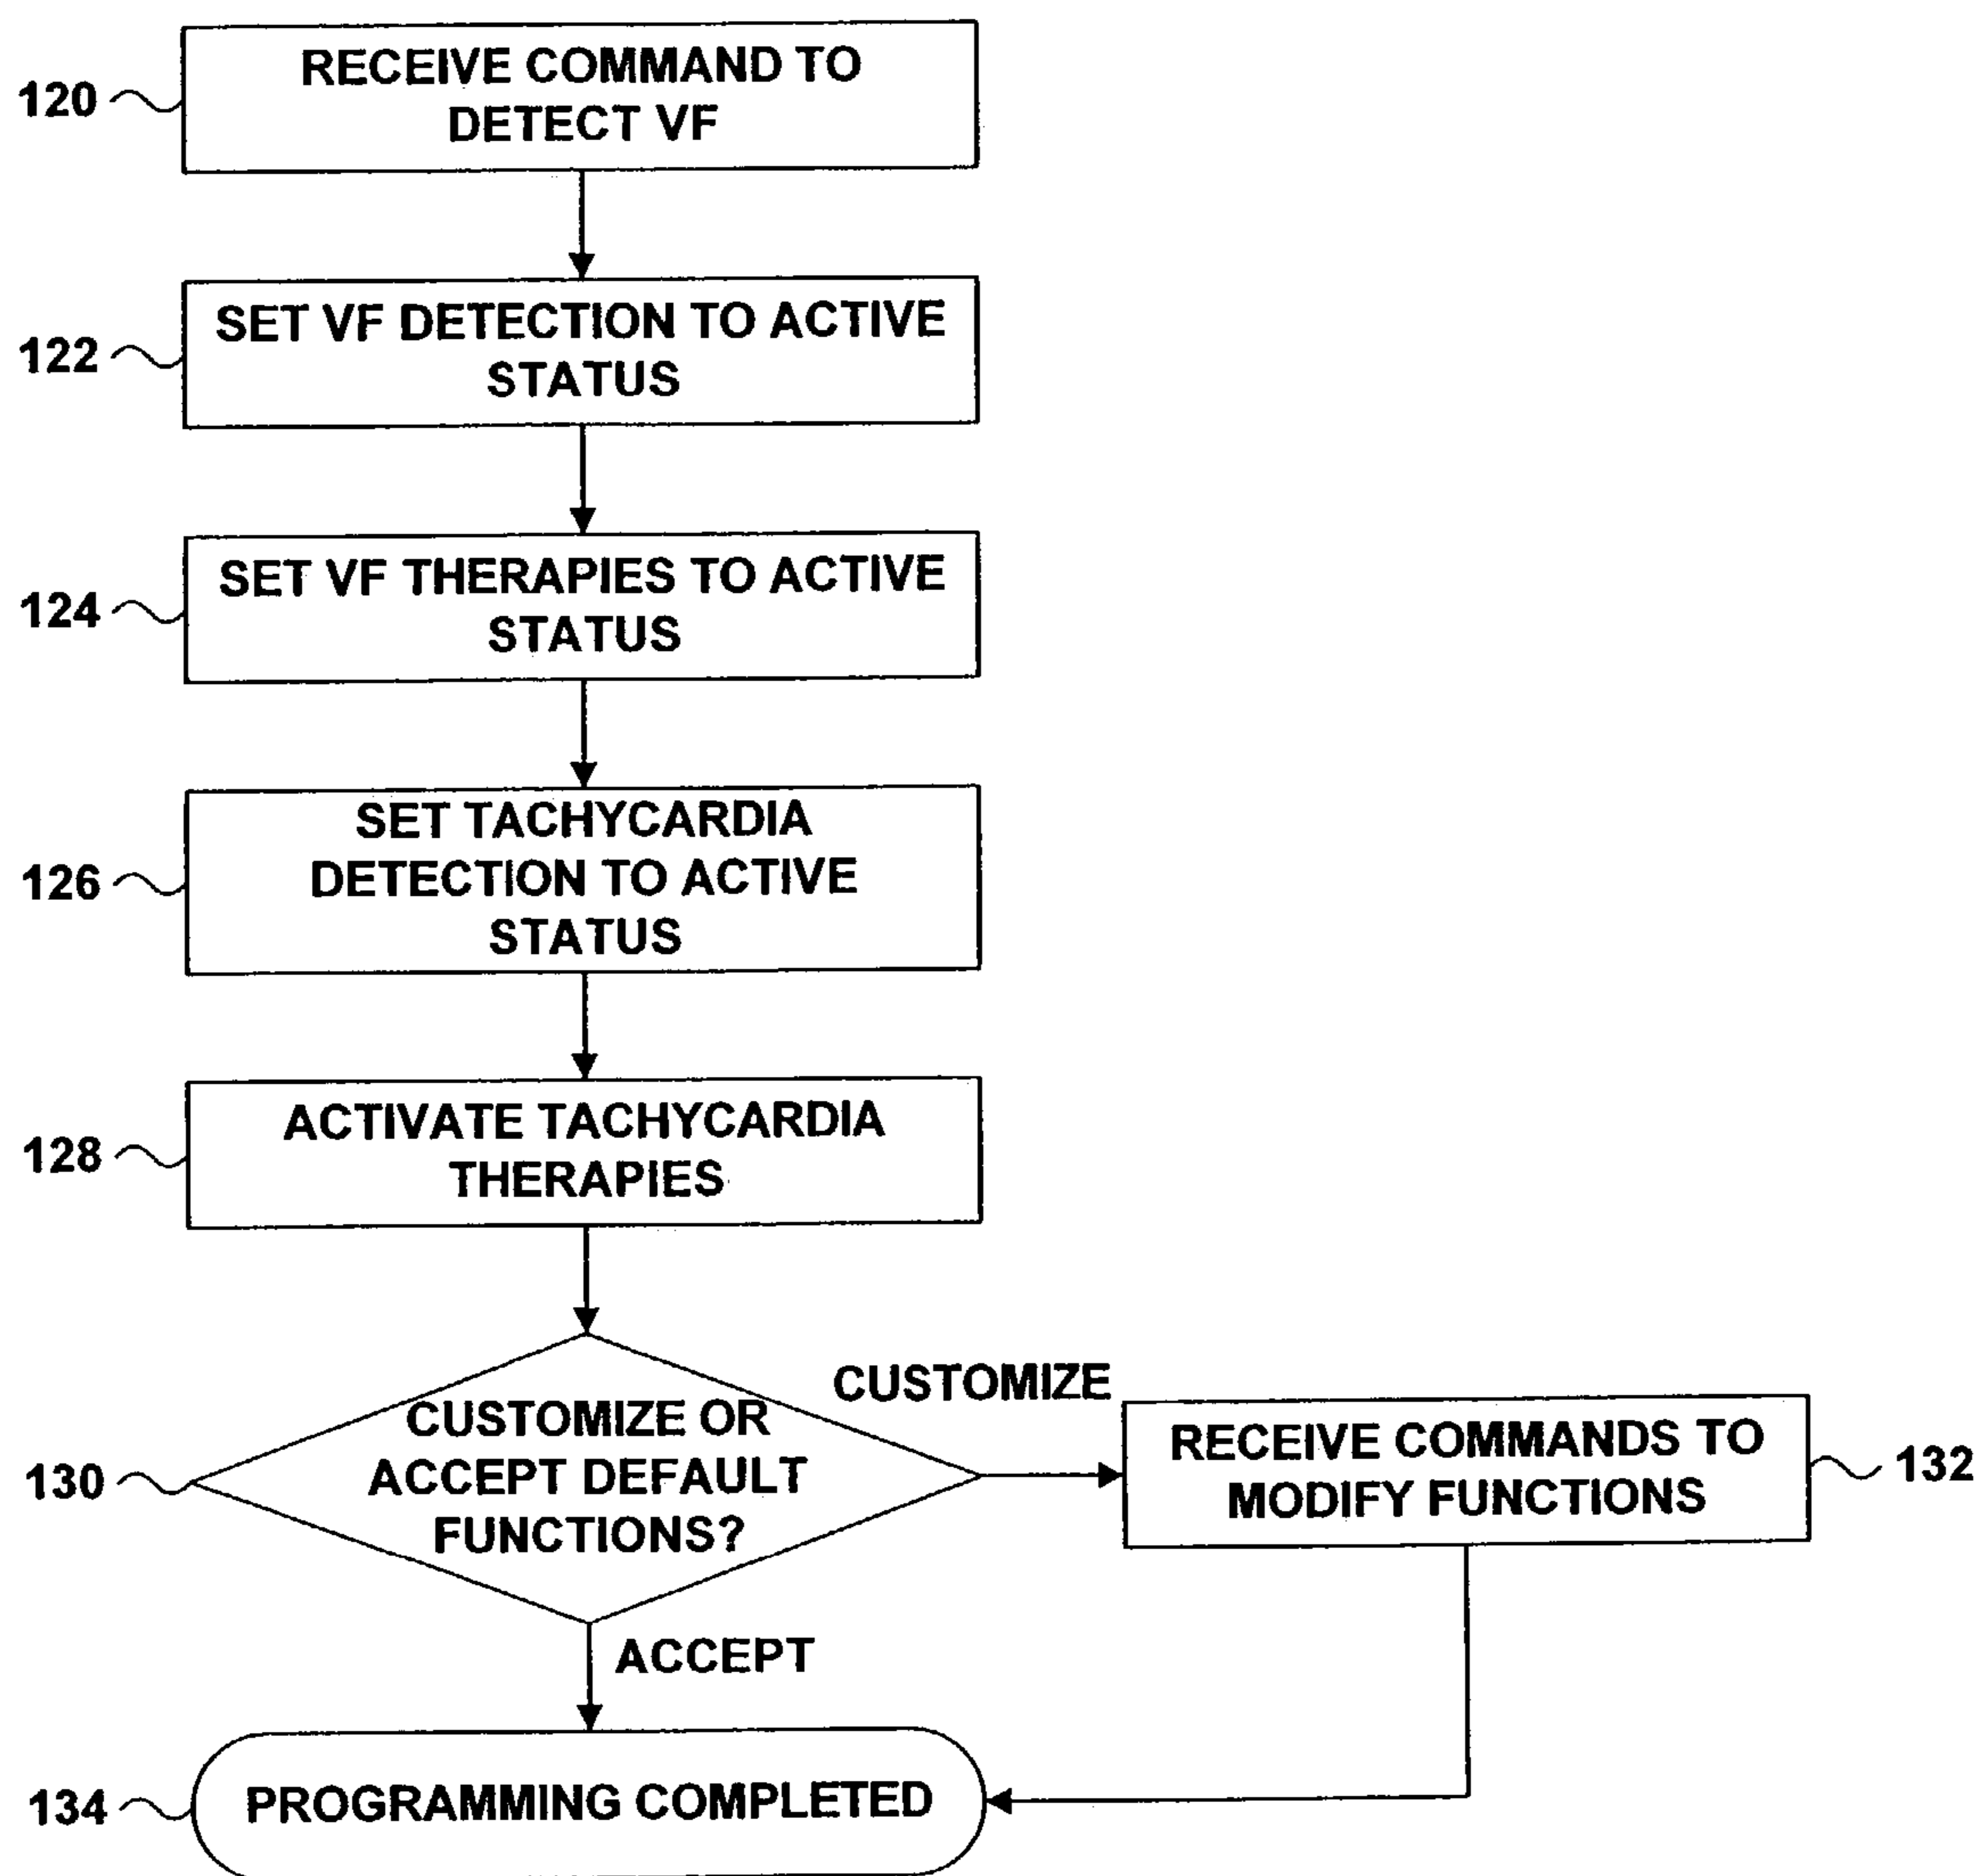 120
RECEIVE COMMAND TO
DETECT VF
122
SET VF DETECTION TO ACTIVE
STATUS
124
SET VF THERAPIES TO ACTIVE
STATUS
126
SET TACHYCARDIA
DETECTION TO ACTIVE
STATUS
128
ACTIVATE TACHYCARDIA
THERAPIES
130
CUSTOMIZE OR
ACCEPT DEFAULT
FUNCTIONS?
CUSTOMIZE
RECEIVE COMMANDS TO
MODIFY FUNCTIONS
132
ACCEPT
134
PROGRAMMING COMPLETED